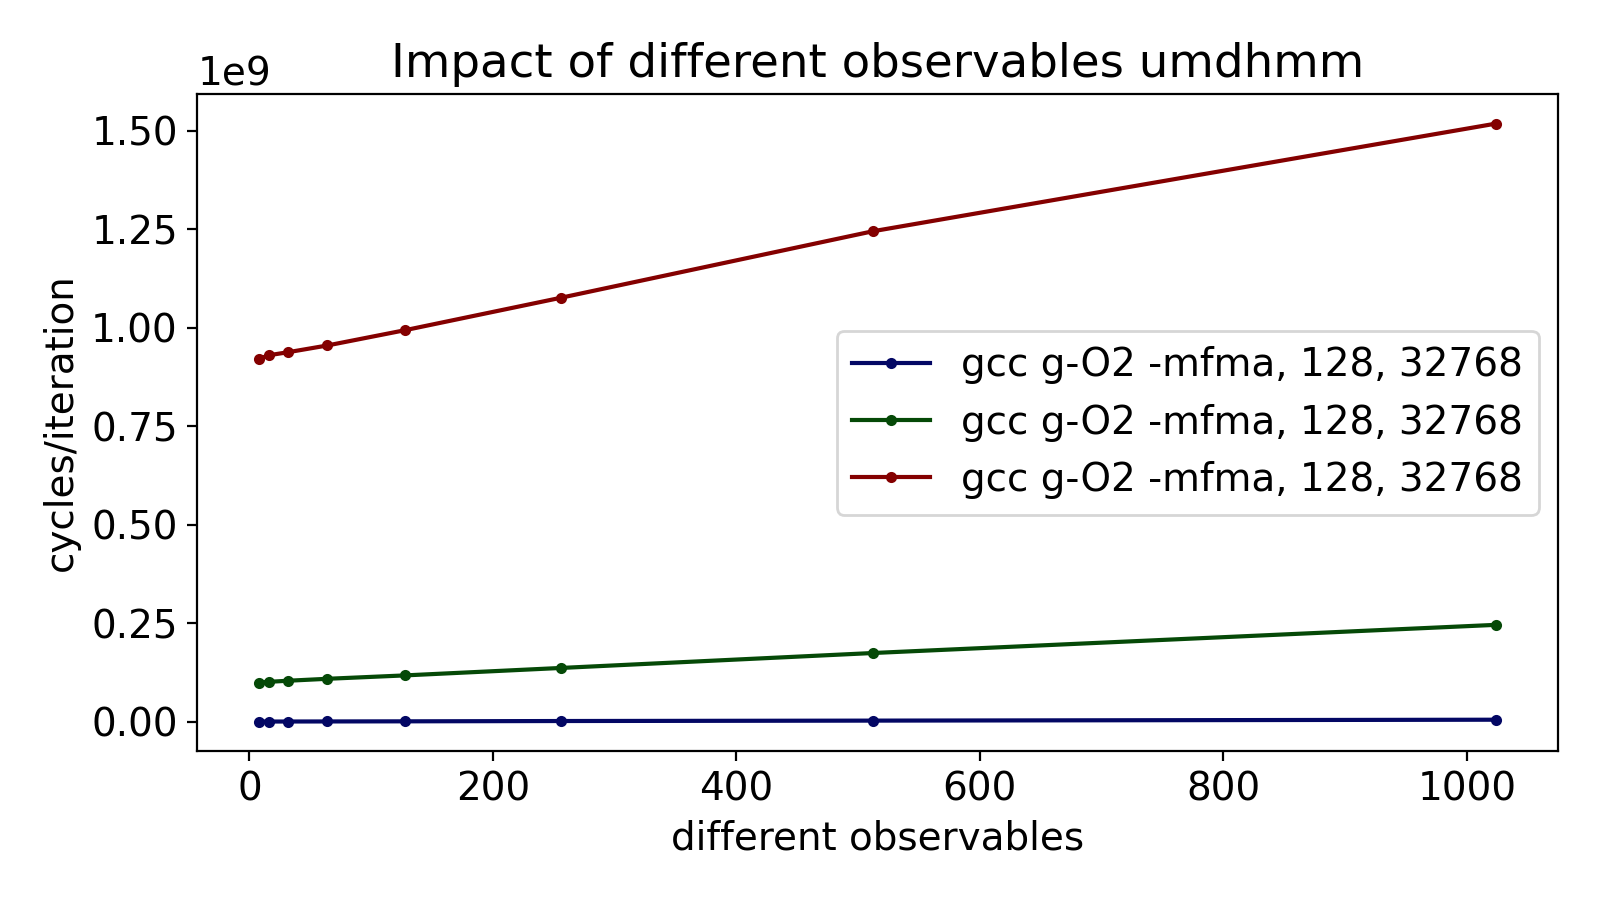 Impact of different observables umdhmm
1e9
1.50
1.25
1.00
0.75
0.50
0.25
0.00
cycles/iteration
gcc g-O2 -mfma, 128, 32768
gcc g-O2 -mfma, 128, 32768
gcc g-O2 -mfma, 128, 32768
0 200 400 600 800 1000
different observables